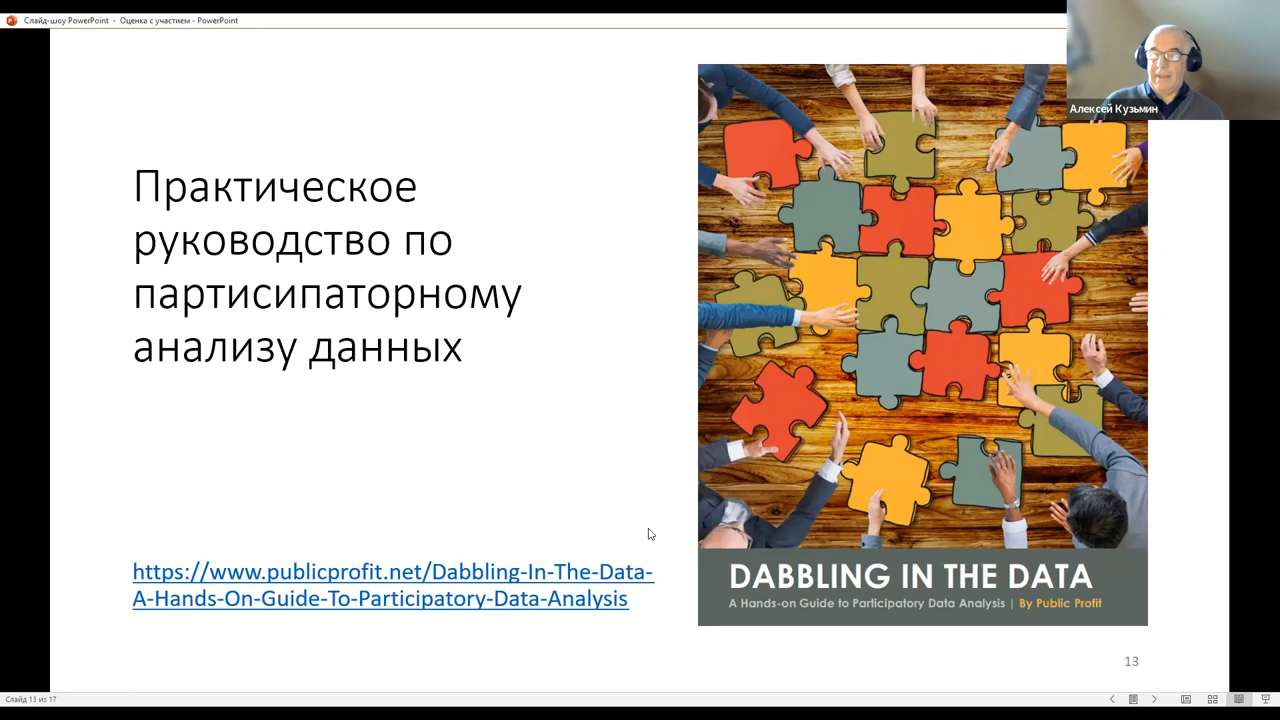 Слайд-шоу PowerPoint - Оценка с участием - PowerPoint
Алексей Кузьмин
Практическое
руководство по
партисипаторному
анализу данных
https://www.publicprofit.net/Dabbling-In-The-Data-
A-Hands-On-Guide-To-Participatory-Data-Analysis
DABBLING IN THE DATA
A Hands-on Guide to Participatory Data Analysis | By Public Profit
13
Слайд 13 из 17